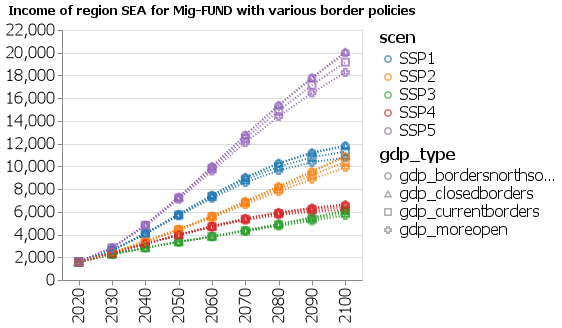 Income of region SEA for Mig-FUND with various border policies
22,000
20,000
18,000
16,000
14,000
12,000
10,000
8,000
6,000
4,000
2,000
0
2020
2030
2040
2050
2060
2070
2080
2090
2100
scen
SSP1
SSP2
SSP3
SSP4
SSP5
gdp_type
gdp_bordersnorthso...
gdp_closedborders
gdp_currentborders
gdp_moreopen